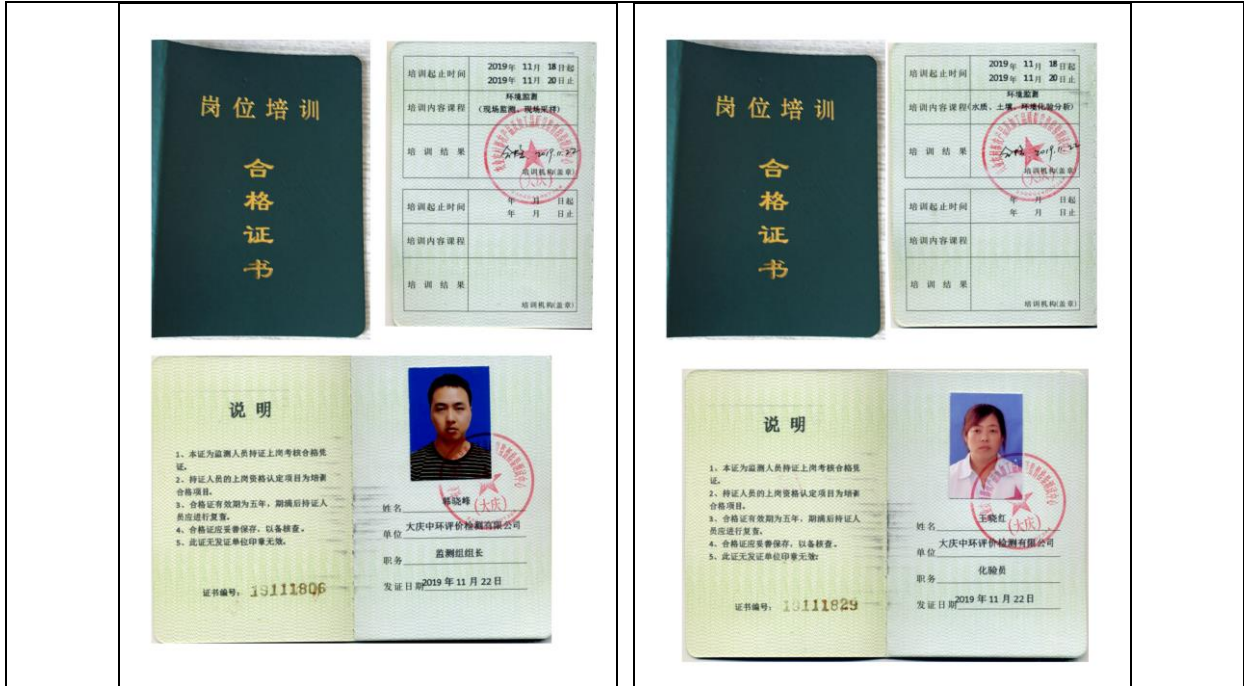 岗位培训
合格证书
培训起止时间 2019年 11月 18日起
2019年 11月 20日止
培训内容课程 环境监测
(现场监测、现场采样)
培训结果 合格 2019.11.22
培训机构(盖章)
(大庆)
培训起止时间 年 月 日起
年 月 日止
培训内容课程
培训结果
培训机构(盖章)
说 明
1、本证为监测人员持证上岗考核合格凭
证。
2、持证人员的上岗资格认定项目为培训
合格项目。
3、合格证有效期为五年，期满后持证人
员应进行复查。
4、合格证应妥善保存，以备核查。
5、此证无发证单位印章无效。
证书编号： 19111806
姓名 晓峰
(大庆)
单位 大庆中环评价检测有限公司
职务 监测组组长
发证日期 2019年11月22日
岗位培训
合格证书
培训起止时间 2019年 11月 18日起
2019年 11月 20日止
培训内容课程 环境监测
(水质、土壤、环境化验分析)
培训结果 合格 2019.11.22
培训机构(盖章)
(大庆)
培训起止时间 年 月 日起
年 月 日止
培训内容课程
培训结果
培训机构(盖章)
说 明
1、本证为监测人员持证上岗考核合格凭
证。
2、持证人员的上岗资格认定项目为培训
合格项目。
3、合格证有效期为五年，期满后持证人
员应进行复查。
4、合格证应妥善保存，以备核查。
5、此证无发证单位印章无效。
证书编号： 19111829
姓名 王晓红
(大庆)
单位 大庆中环评价检测有限公司
职务 化验员
发证日期 2019年11月22日